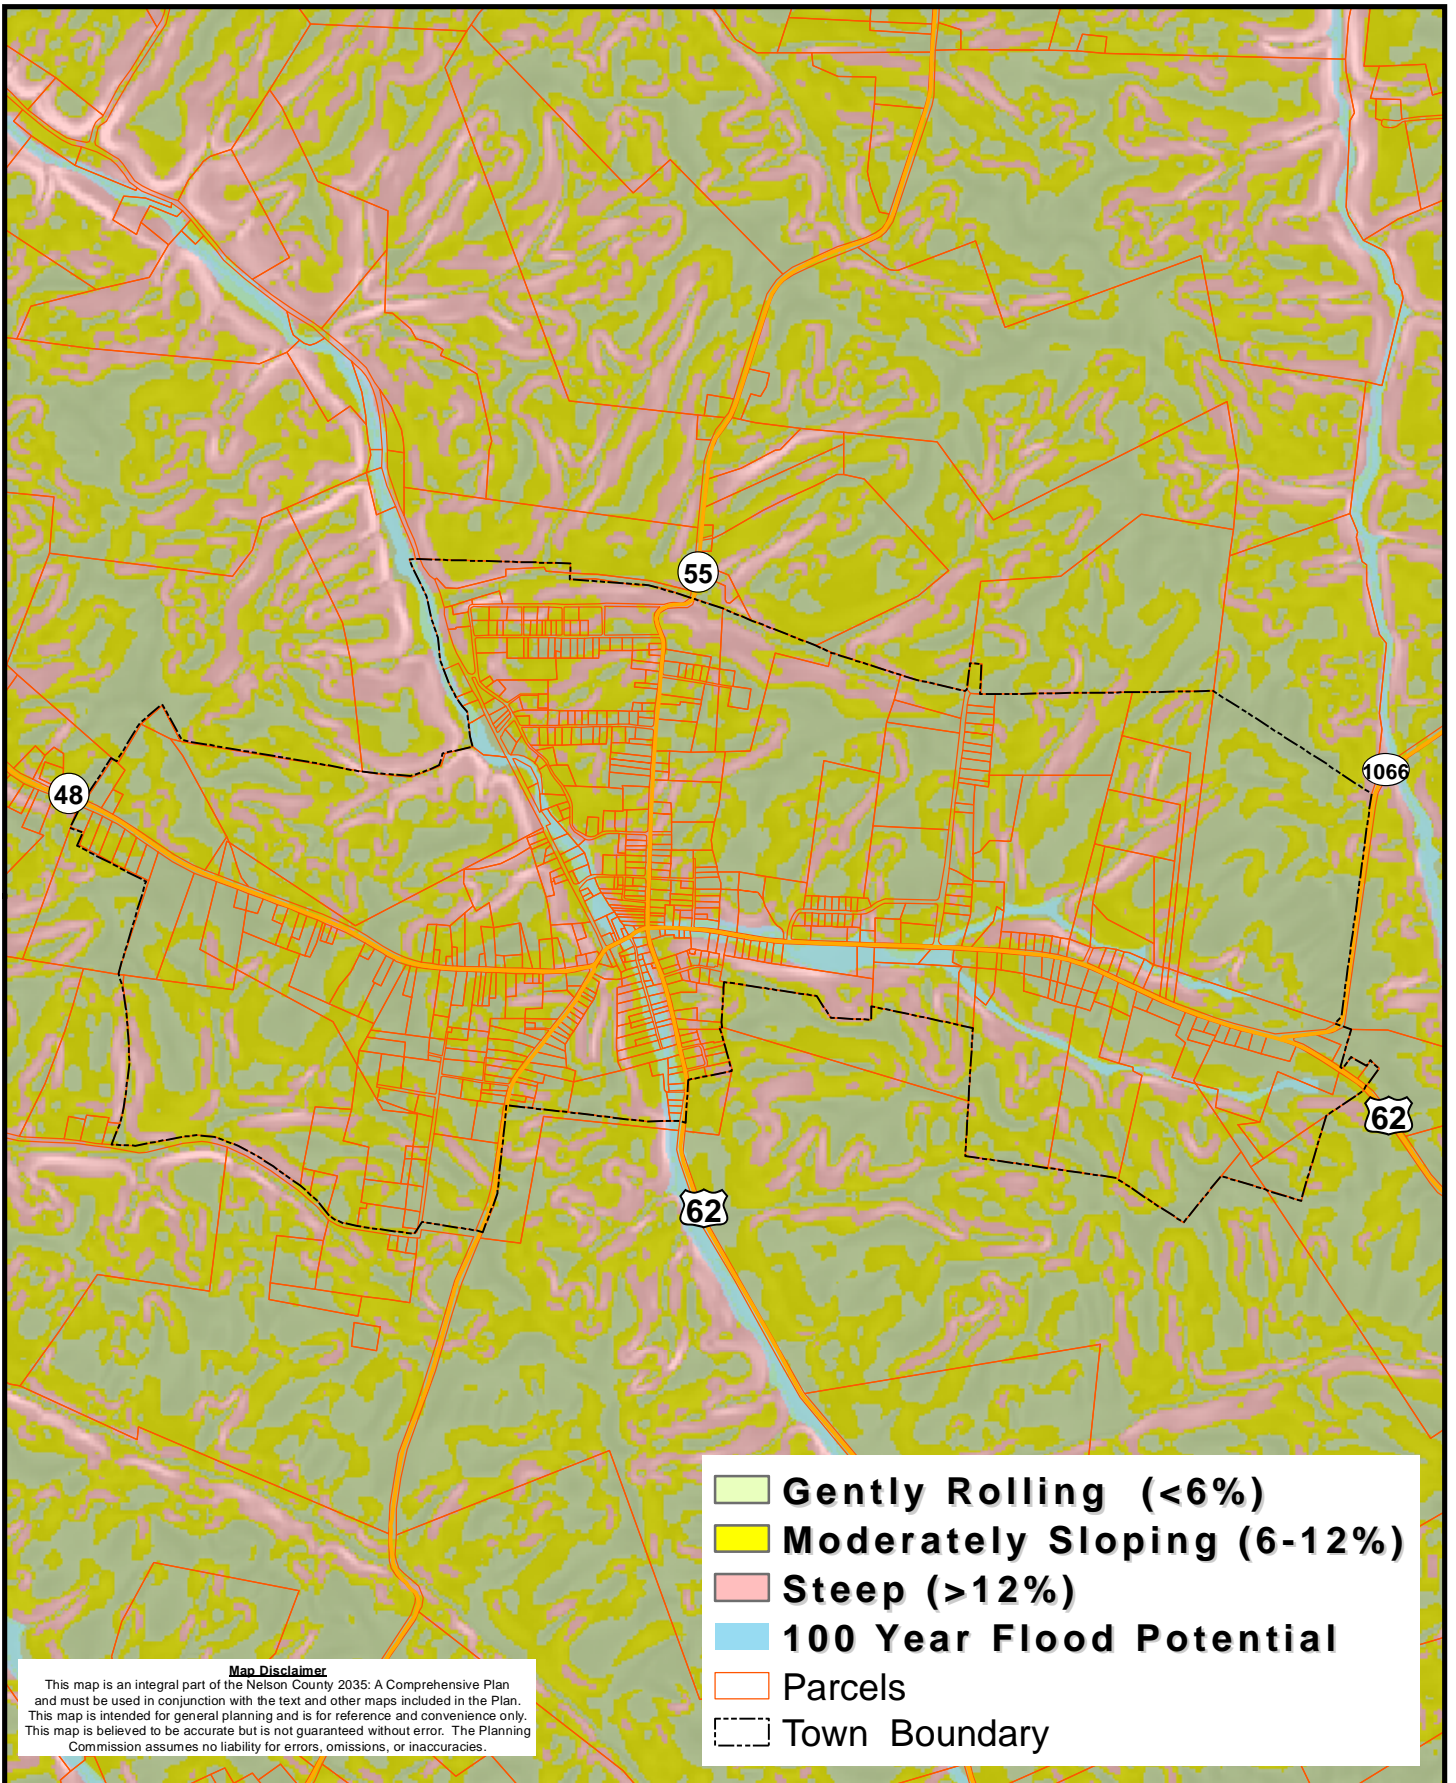 55
1066
48
62
62
Gently Rolling (<6%)
Moderately Sloping (6-12%)
Steep (>12%)
100 Year Flood Potential
Parcels
Town Boundary
Map Disclaimer
This map is an integral part of the Nelson County 2035: A Comprehensive Plan
and must be used in conjunction with the text and other maps included in the Plan.
This map is intended for general planning and is for reference and convenience only.
This map is believed to be accurate but is not guaranteed without error. The Planning
Commission assumes no liability for errors, omissions, or inaccuracies.